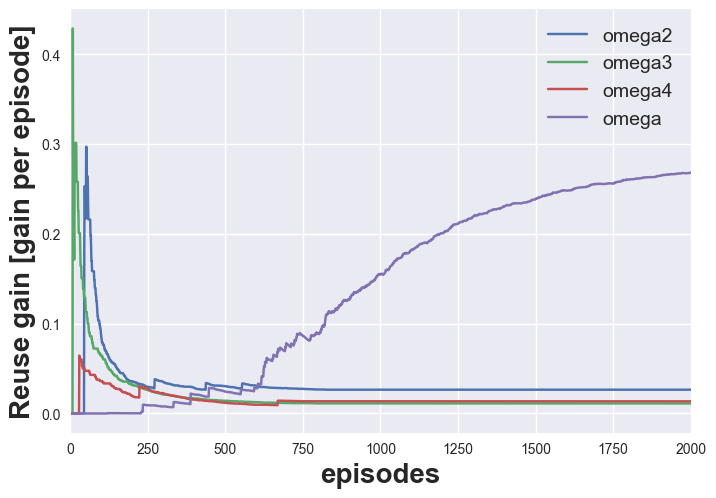 Reuse gain [gain per episode]
0.4
0.3
0.2
0.1
0.0
omega2
omega3
omega4
omega
0 250 500 750 1000 1250 1500 1750 2000
episodes